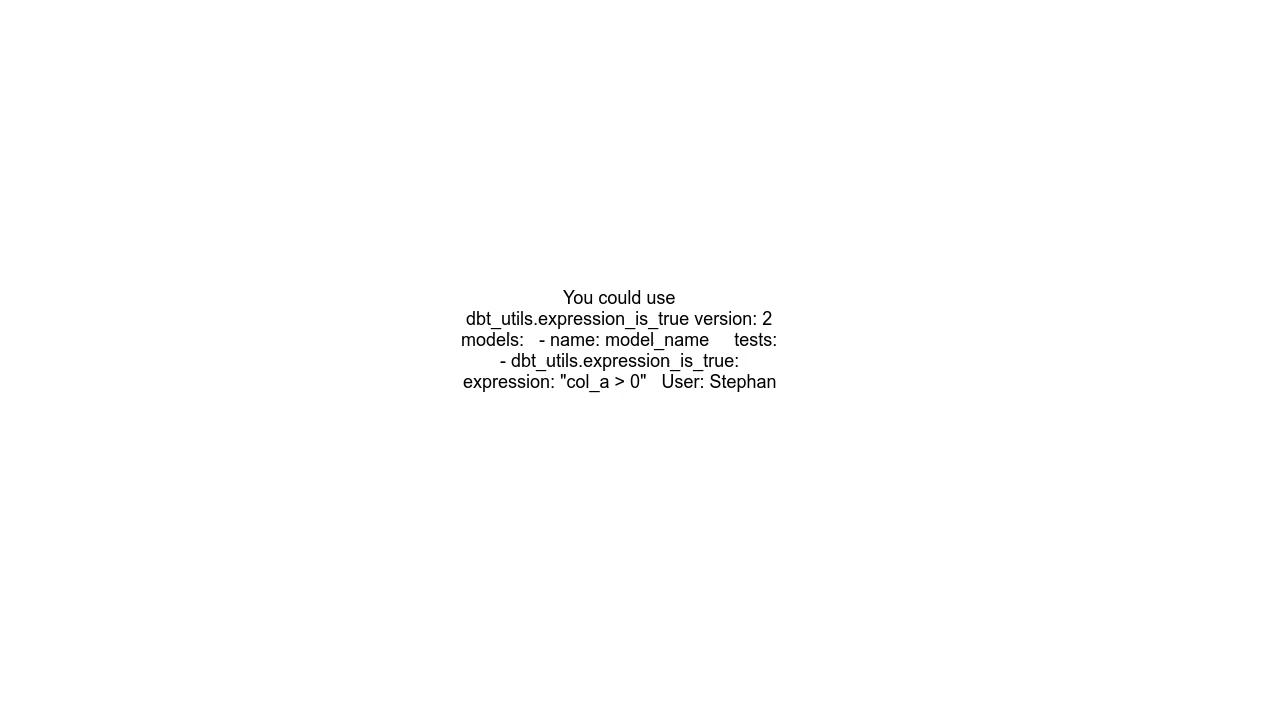 You could use
dbt_utils.expression_is_true version: 2
models:   - name: model_name     tests:
- dbt_utils.expression_is_true:
expression: "col_a > 0"   User: Stephan